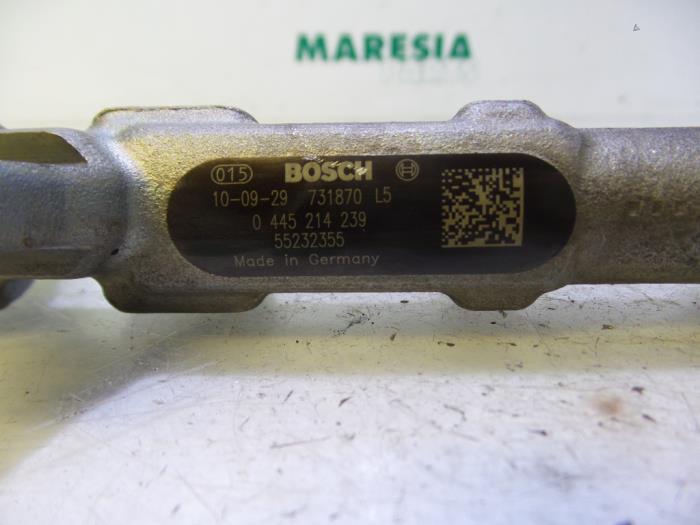 MARESIA
015 BOSCH
10-09-29 731870 L5
0 445 214 239
55232355
Made in Germany